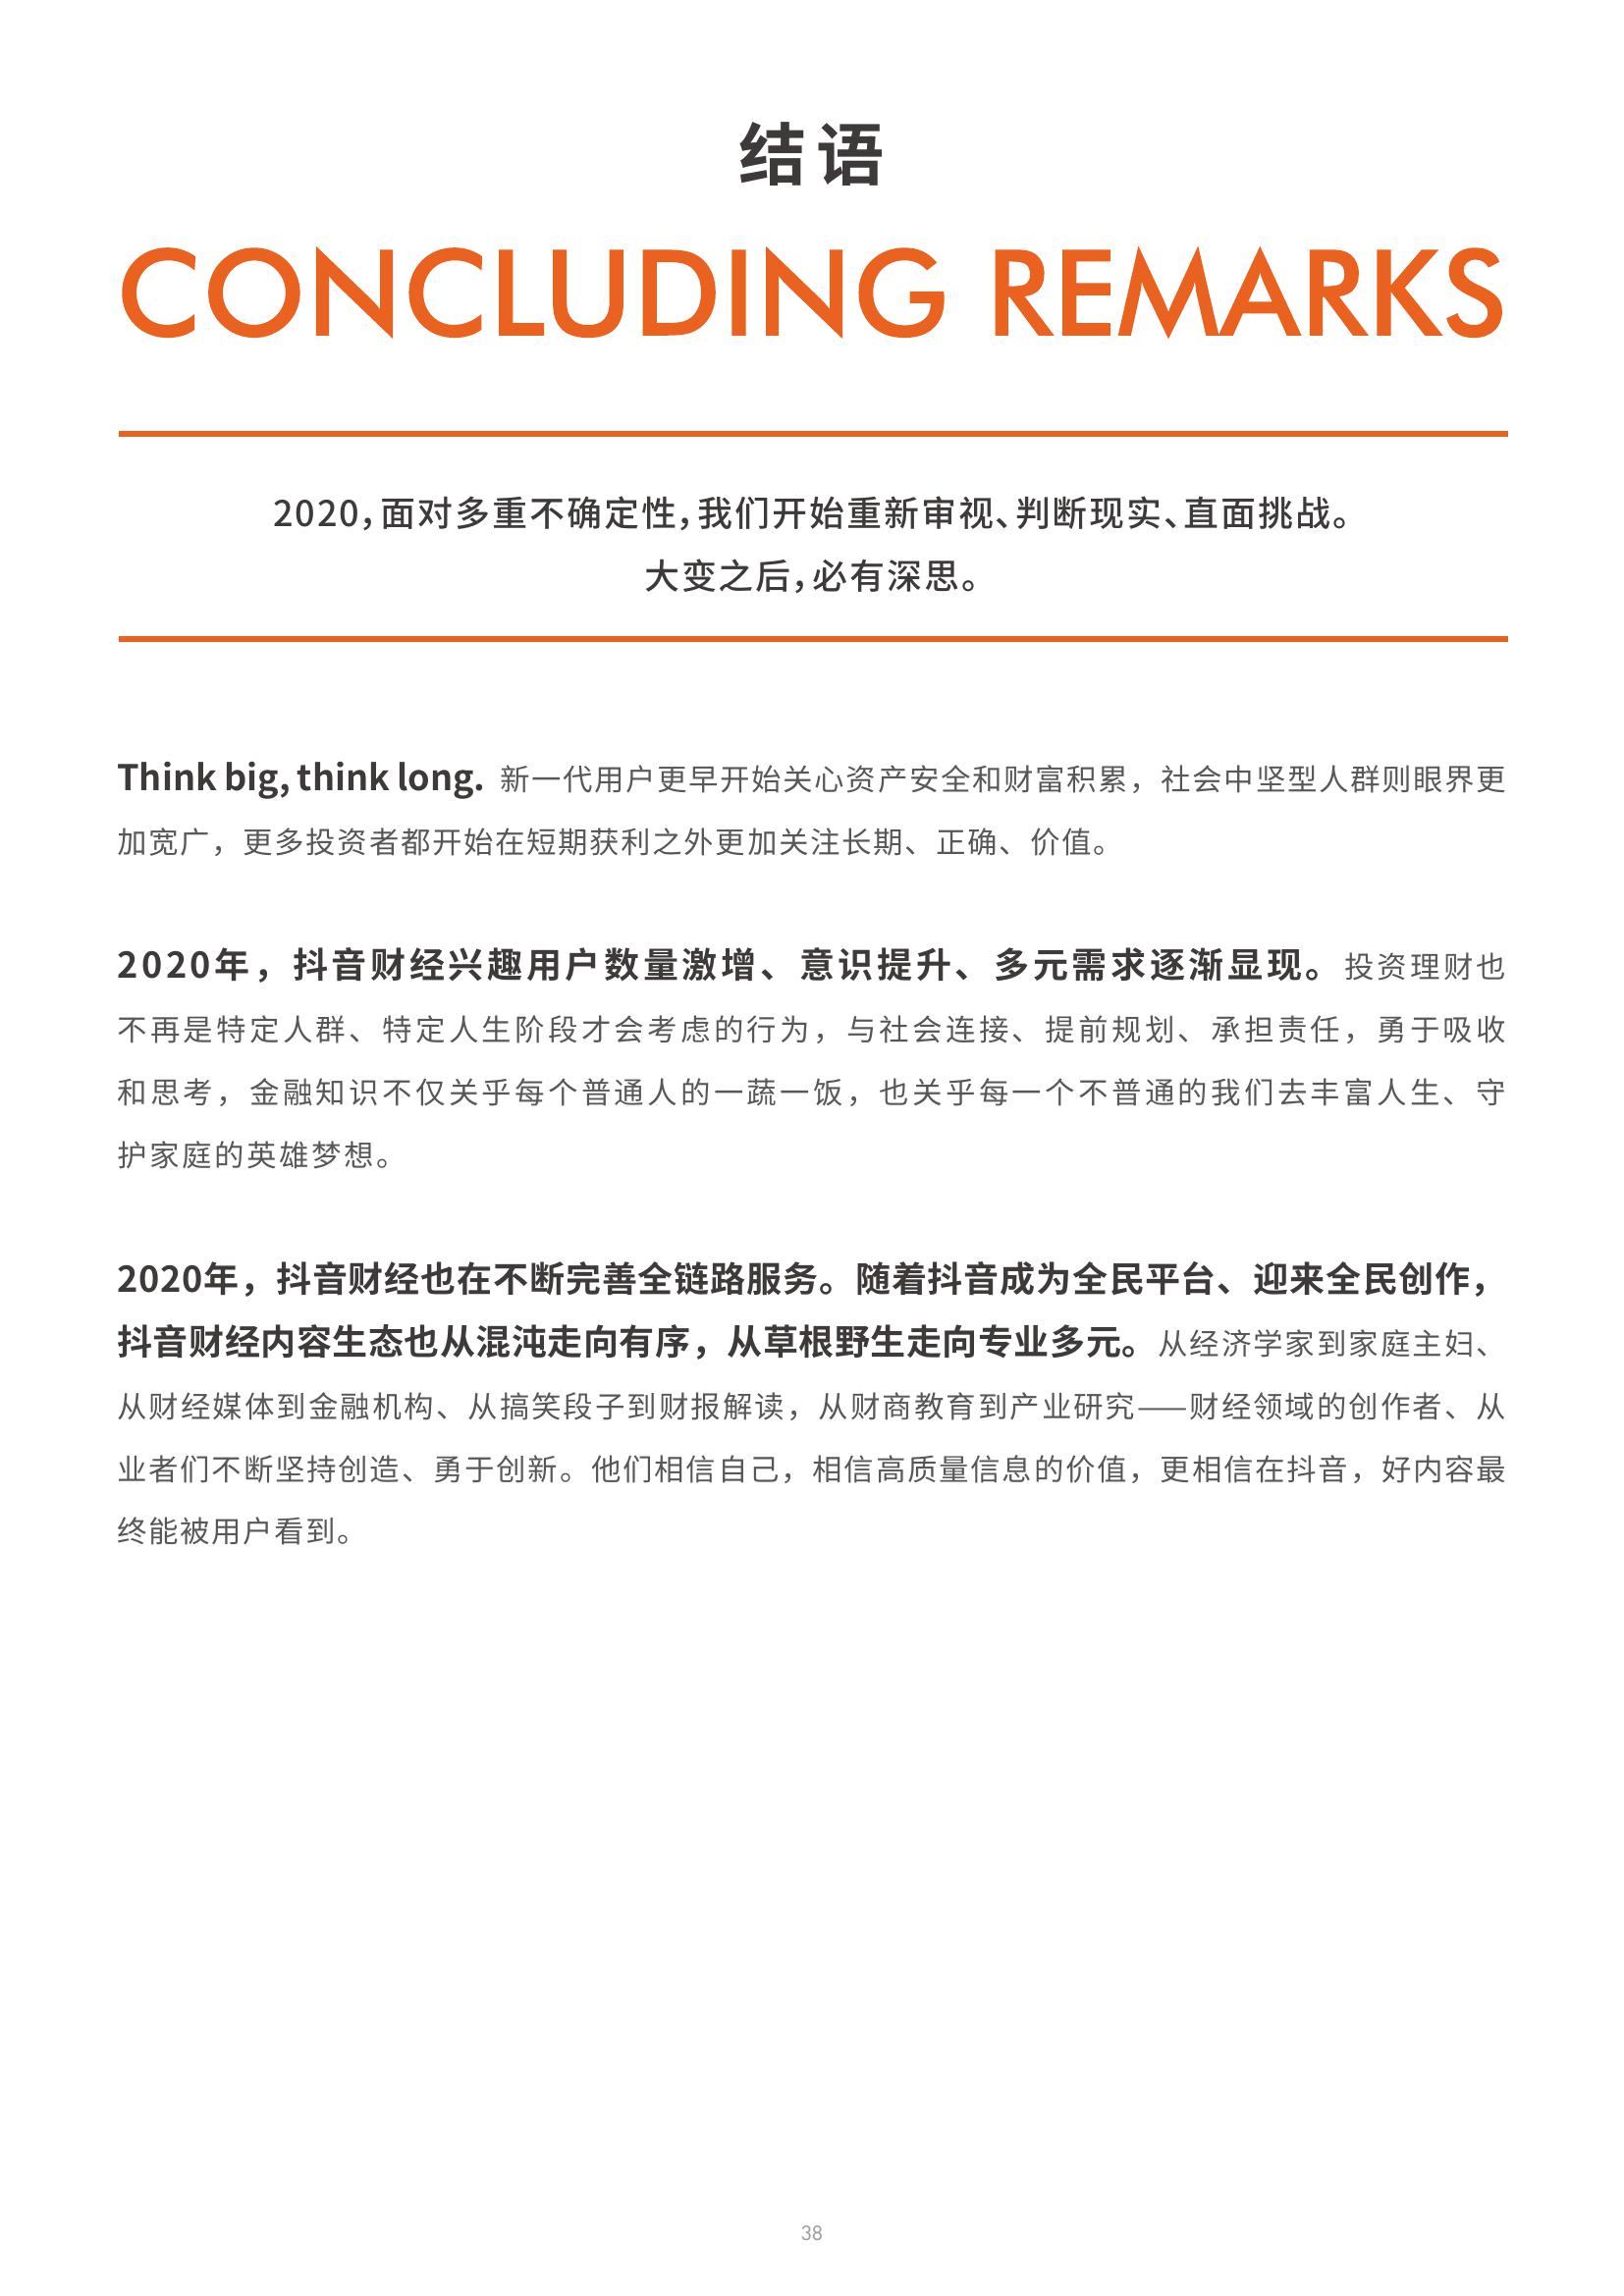 结语
CONCLUDING REMARKS
2020，面对多重不确定性，我们开始重新审视、判断现实、直面挑战。
大变之后，必有深思。
Think big, think long. 新一代用户更早开始关心资产安全和财富积累，社会中坚型人群则眼界更
加宽广，更多投资者都开始在短期获利之外更加关注长期、正确、价值。
2020年，抖音财经兴趣用户数量激增、意识提升、多元需求逐渐显现。投资理财也
不再是特定人群、特定人生阶段才会考虑的行为，与社会连接、提前规划、承担责任，勇于吸收
和思考，金融知识不仅关乎每个普通人的一蔬一饭，也关乎每一个不普通的我们去丰富人生、守
护家庭的英雄梦想。
2020年，抖音财经也在不断完善全链路服务。随着抖音成为全民平台、迎来全民创作，
抖音财经内容生态也从混沌走向有序，从草根野生走向专业多元。从经济学家到家庭主妇、
从财经媒体到金融机构、从搞笑段子到财报解读，从财商教育到产业研究——财经领域的创作者、从
业者们不断坚持创造、勇于创新。他们相信自己，相信高质量信息的价值，更相信在抖音，好内容最
终能被用户看到。
38